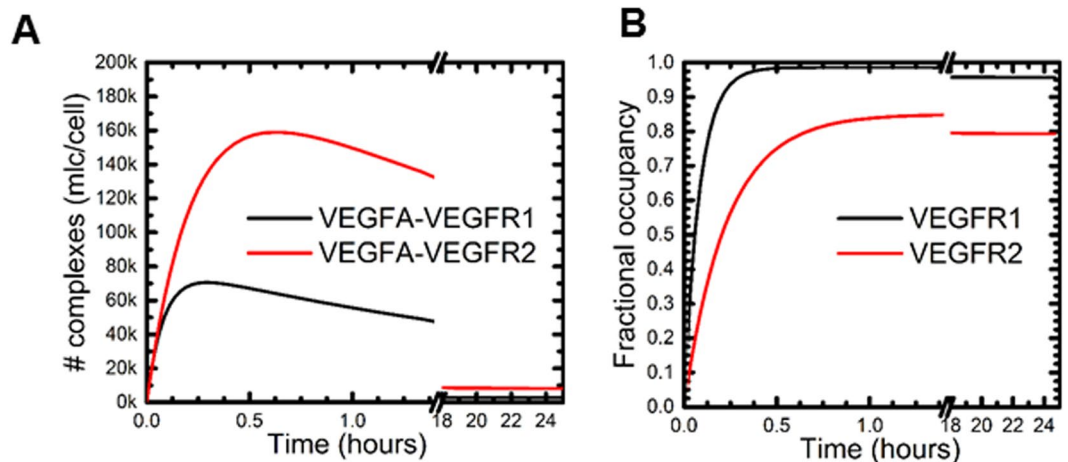 A
# complexes (mlc/cell)
200k
180k
160k
140k
120k
100k
80k
60k
40k
20k
0k
VEGFA-VEGFR1
VEGFA-VEGFR2
0.0 0.5 1.0 18 20 22 24
Time (hours)
B
Fractional occupancy
1.0
0.9
0.8
0.7
0.6
0.5
0.4
0.3
0.2
0.1
0.0
VEGFR1
VEGFR2
0.0 0.5 1.0 18 20 22 24
Time (hours)